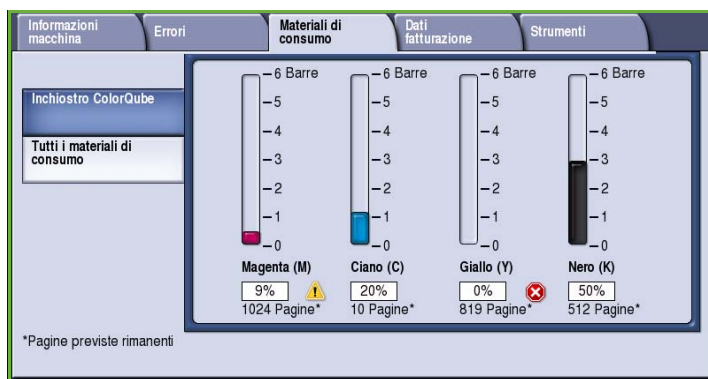 Informazioni macchina
Errori
Materiali di consumo
Dati fatturazione
Strumenti
Inchiostro ColorQube
Tutti i materiali di consumo
6 Barre 6 Barre 6 Barre 6 Barre
5 5 5 5
4 4 4 4
3 3 3 3
2 2 2 2
1 1 1 1
0 0 0 0
Magenta (M) Ciano (C) Giallo (Y) Nero (K)
9% 20% 0% 50%
1024 Pagine* 10 Pagine* 819 Pagine* 512 Pagine*
*Pagine previste rimanenti